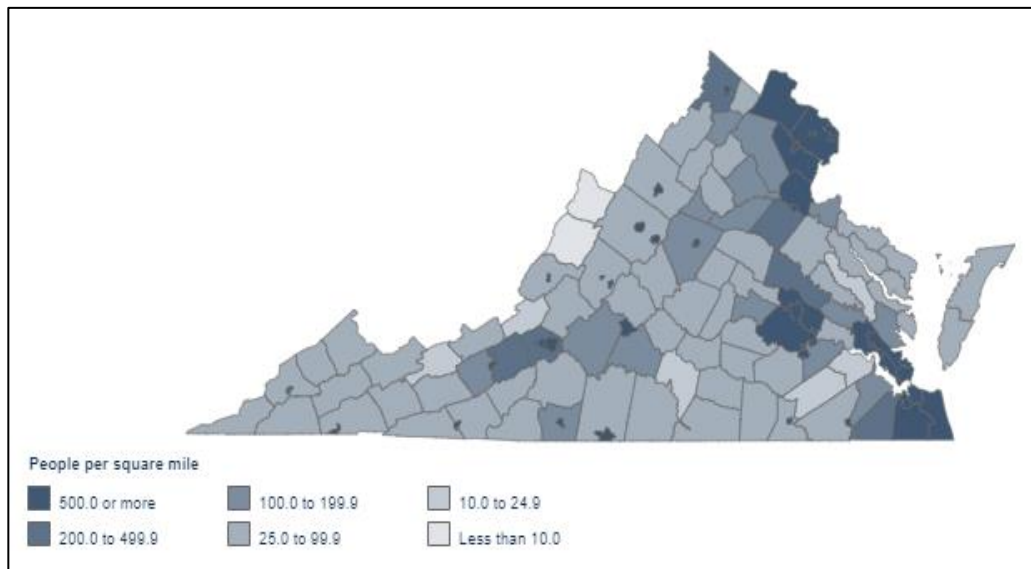 People per square mile
500.0 or more 100.0 to 199.9 10.0 to 24.9
200.0 to 499.9 25.0 to 99.9 Less than 10.0